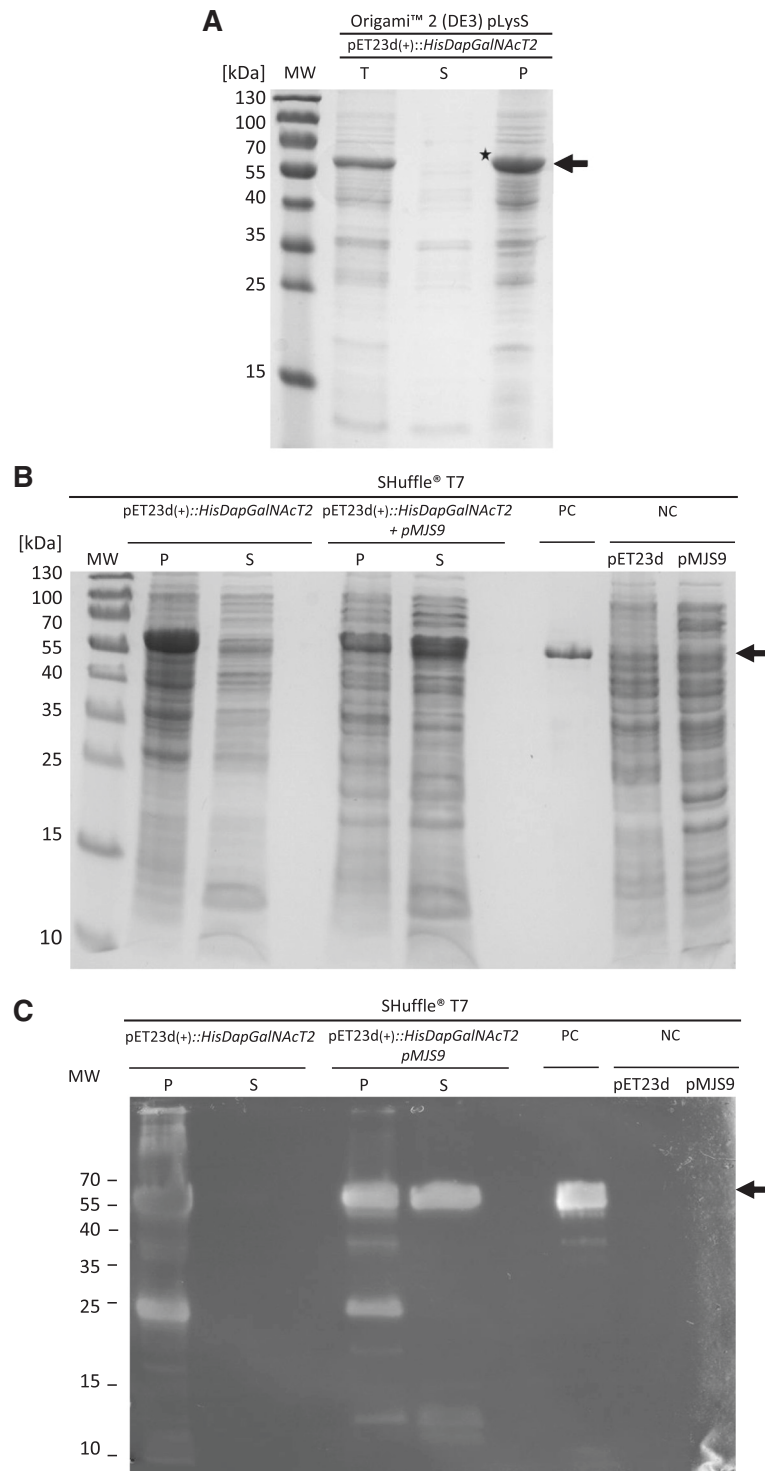 A
Origami™ 2 (DE3) pLysS
pET23d(+)::HisDapGalNAcT2
[kDa] MW T S P
130
100
70
55
40
35
25
15
B
SHuffle® T7
pET23d(+)::HisDapGalNAcT2 pET23d(+)::HisDapGalNAcT2 PC NC
+ pMJS9
[kDa]
MW P S P S pET23d pMJS9
130
100
70
55
40
35
25
15
10
C
SHuffle® T7
pET23d(+)::HisDapGalNAcT2 pET23d(+)::HisDapGalNAcT2 PC NC
pMJS9
MW
P S P S pET23d pMJS9
70
55
40
35
25
15
10